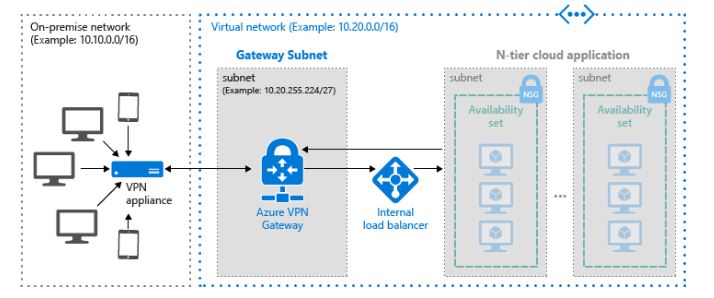 On-premise network
(Example: 10.10.0.0/16)
VPN
appliance
Virtual network (Example: 10.20.0.0/16)
Gateway Subnet
subnet
(Example: 10.20.255.224/27)
Azure VPN
Gateway
Internal
load balancer
N-tier cloud application
subnet
NSG
Availability
set
...
subnet
NSG
Availability
set